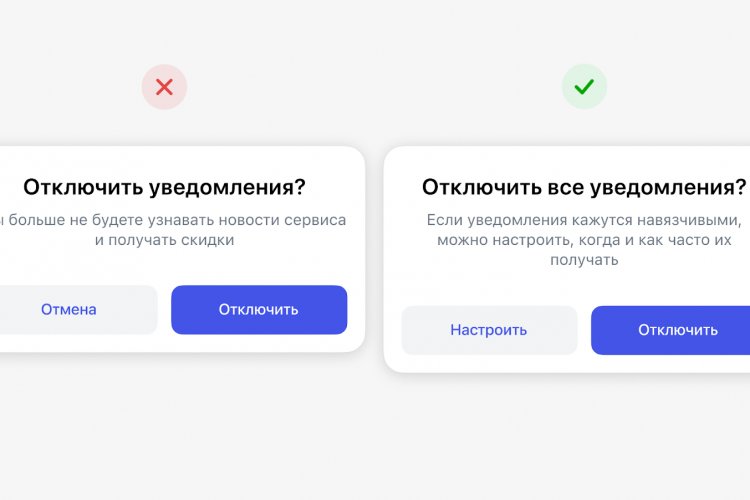 Отключить уведомления?
больше не будете узнавать новости сервиса
и получать скидки
Отмена
Отключить
Отключить все уведомления?
Если уведомления кажутся навязчивыми,
можно настроить, когда и как часто их
получать
Настроить
Отключить